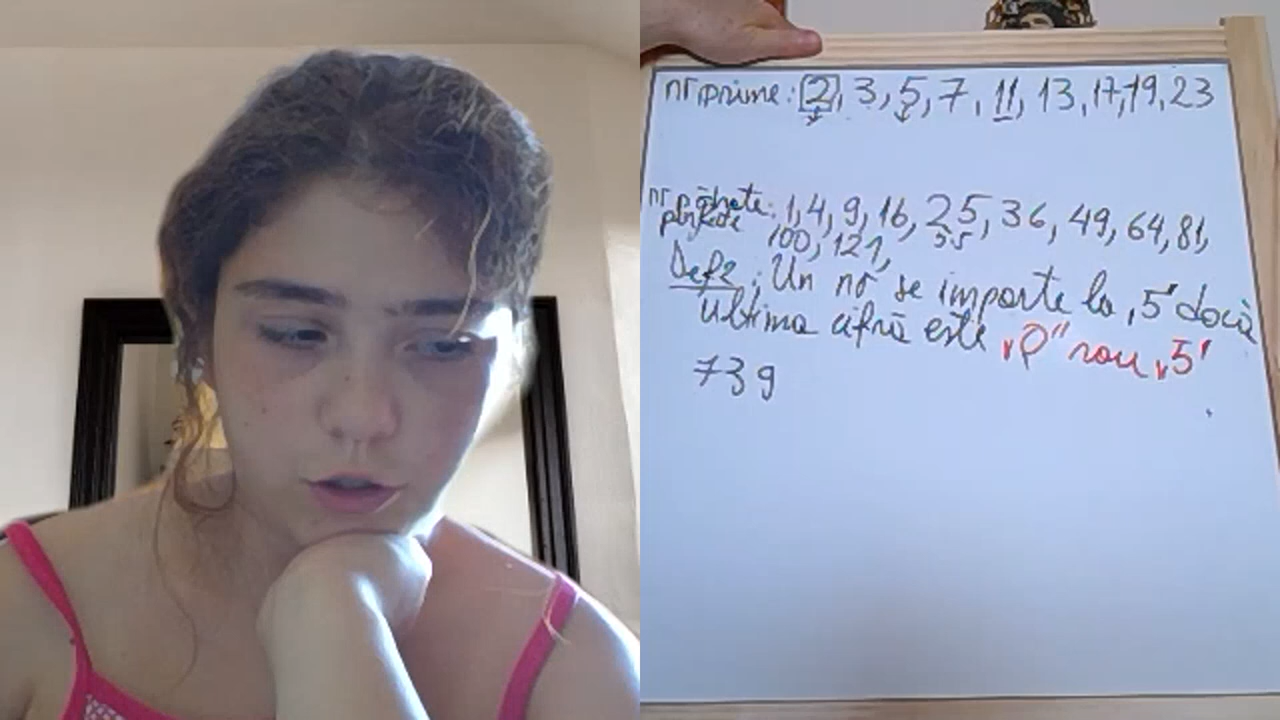 nr prime: 2, 3, 5, 7, 11, 13, 17, 19, 23
nr pătrate perfecte: 1, 4, 9, 16, 25, 36, 49, 64, 81,
100, 121,
Def2: Un nr se imparte la „5" dacă
ultima cifră este „0" sau „5"
739